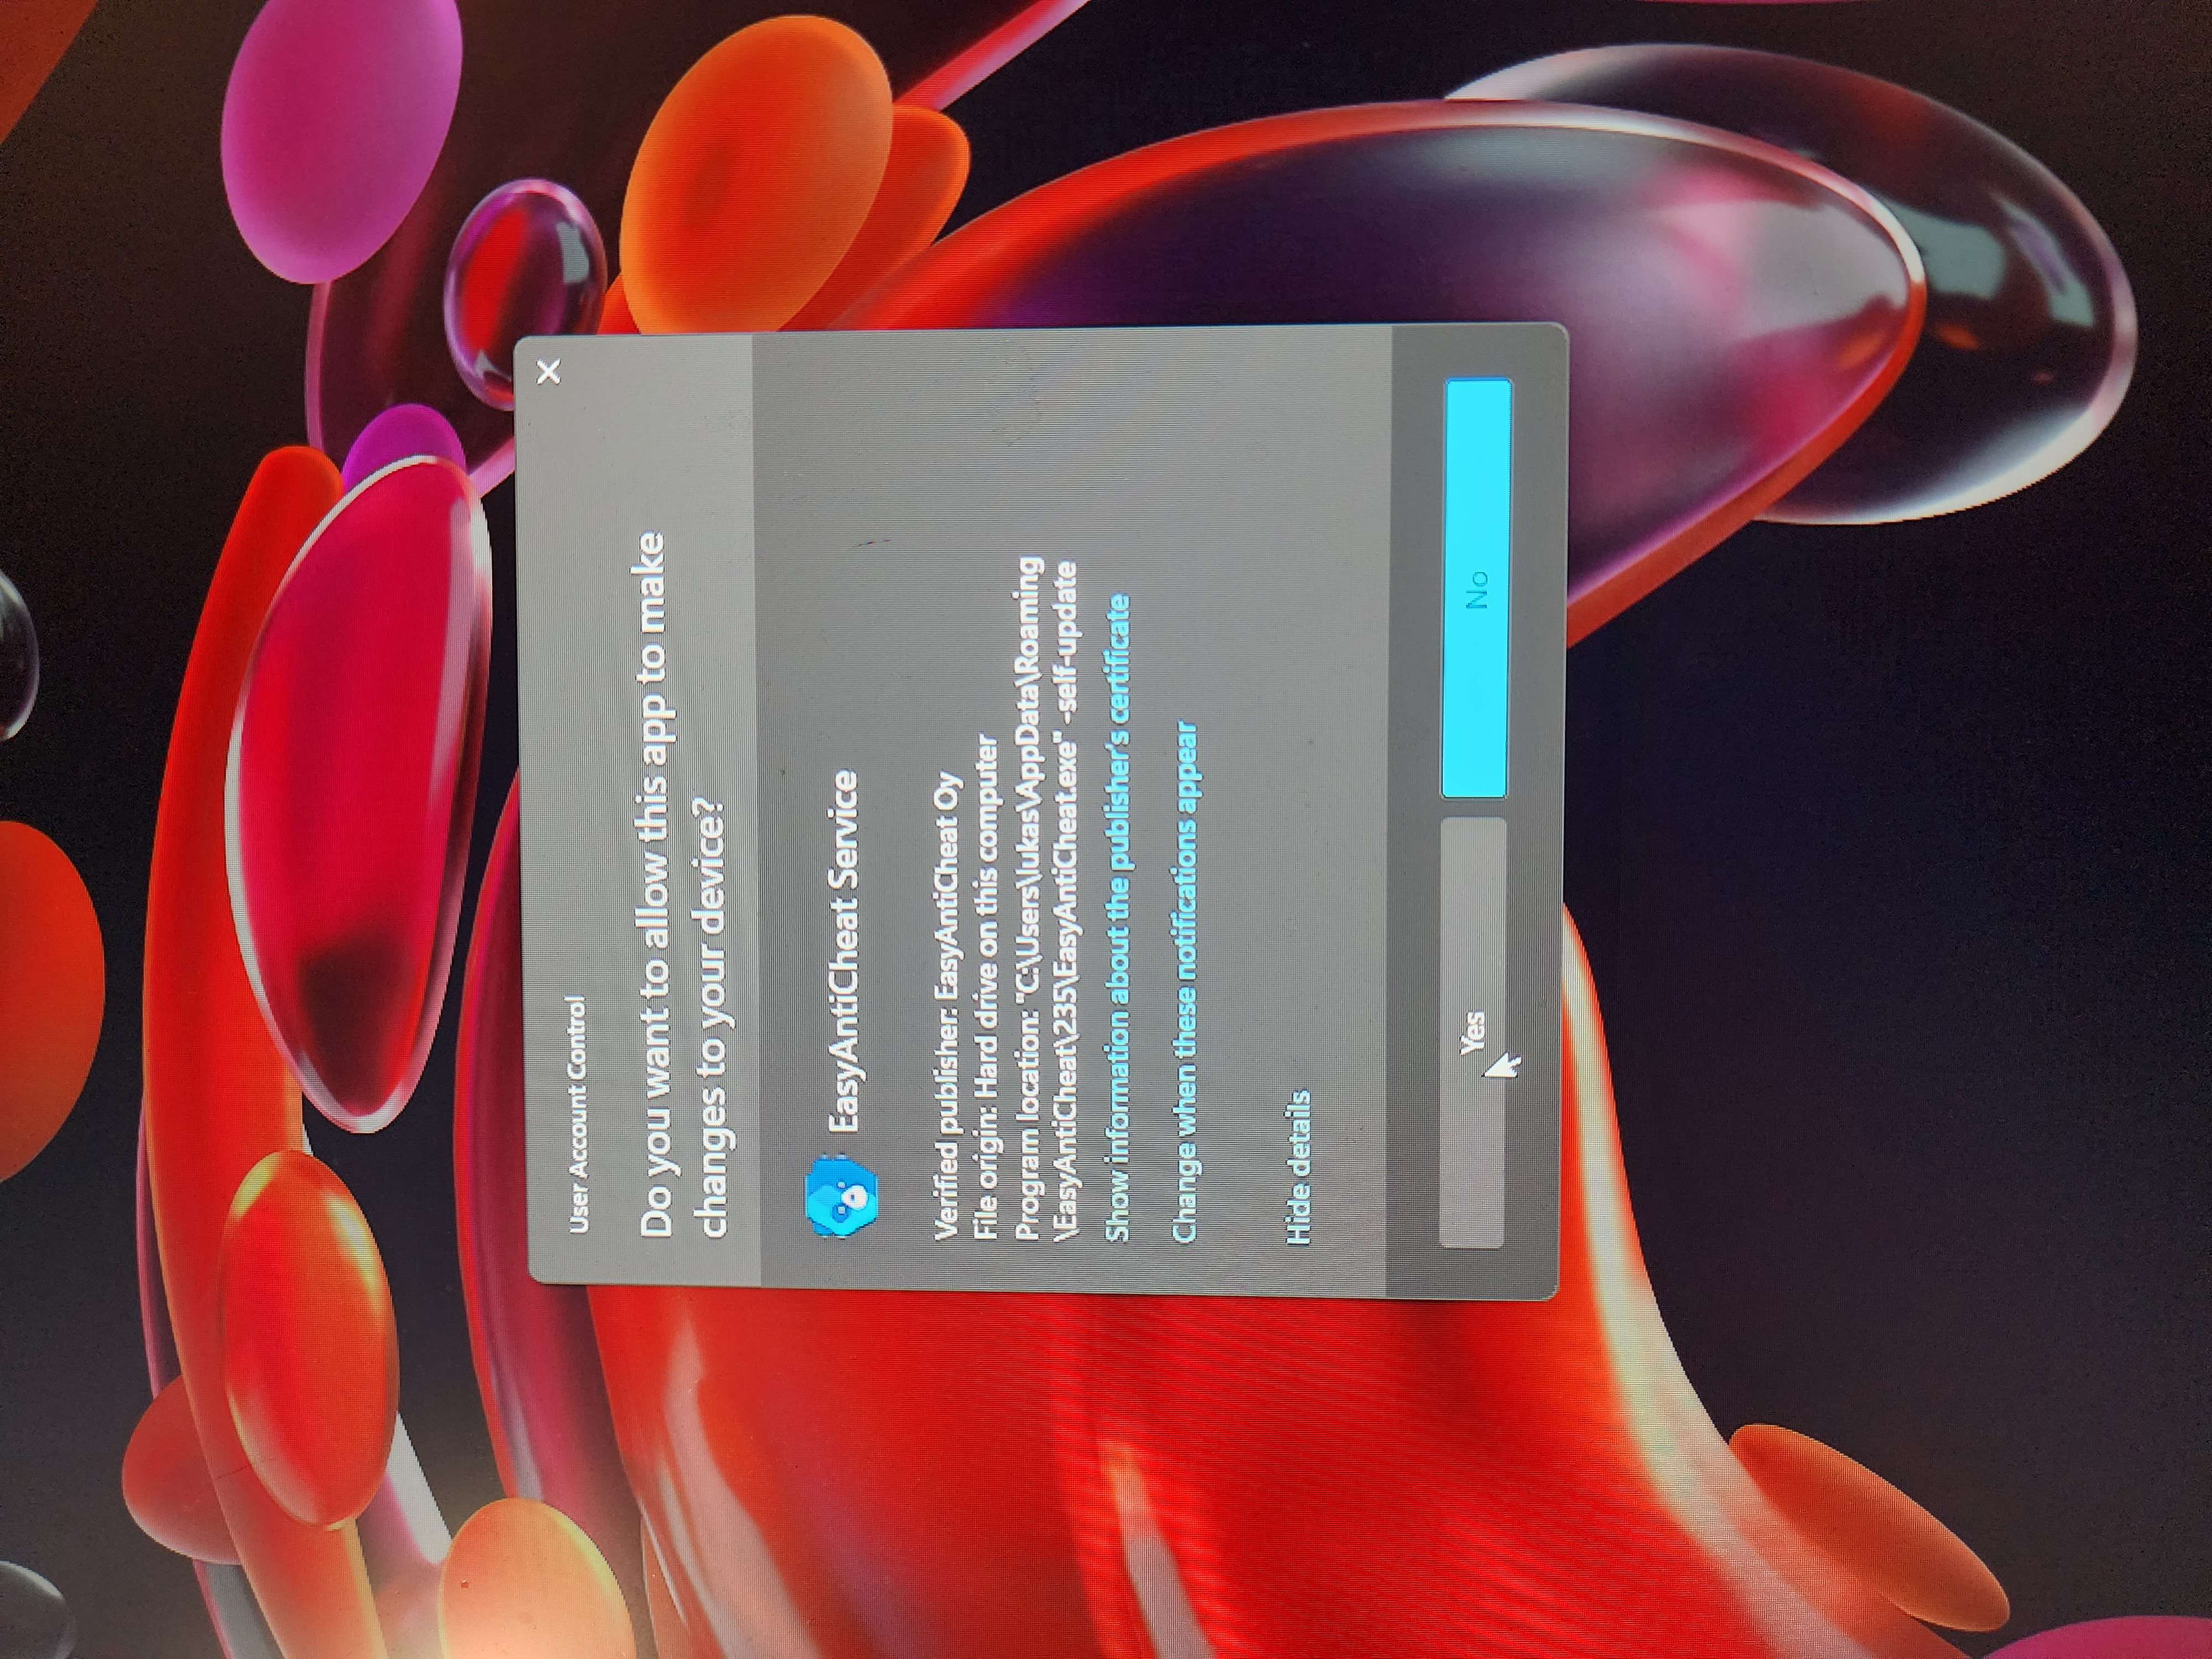 User Account Control
Do you want to allow this app to make
changes to your device?
EasyAntiCheat Service
Verified publisher: EasyAntiCheat Oy
File origin: Hard drive on this computer
Program location: "C:\Users\lukas\AppData\Roaming
\EasyAntiCheat\235\EasyAntiCheat.exe" -self-update
Show information about the publisher's certificate
Change when these notifications appear
Hide details
Yes
No